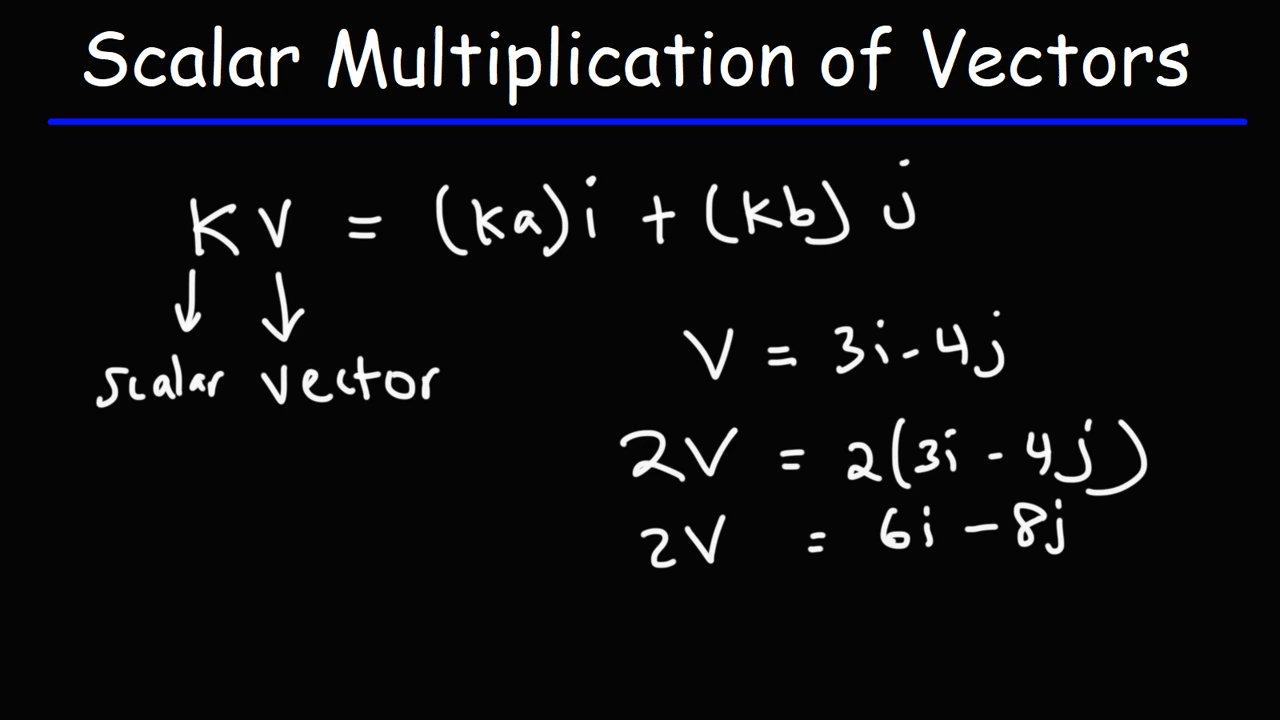 Scalar Multiplication of Vectors
KV = (Ka)i + (Kb)j
scalar vector
V = 3i - 4j
2V = 2(3i - 4j)
2V = 6i - 8j